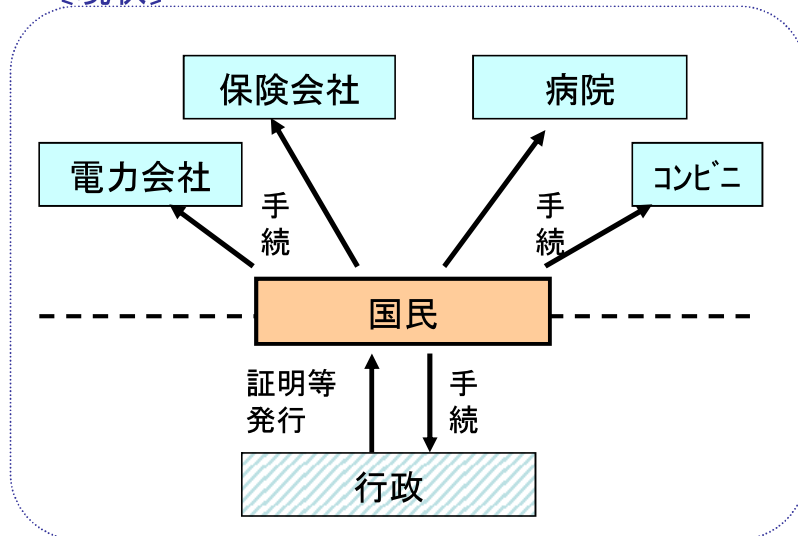 保険会社
病院
電力会社
コンビニ
手
続
手
続
国民
証明等
発行
手
続
行政